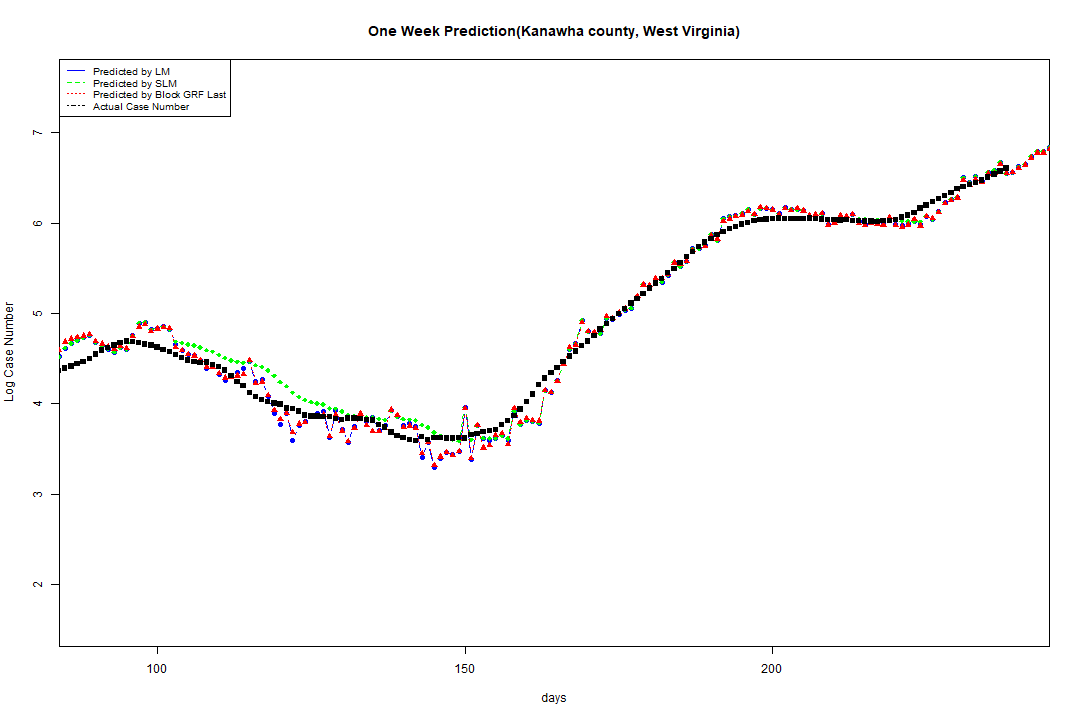 One Week Prediction(Kanawha county, West Virginia)
Predicted by LM
Predicted by SLM
Predicted by Block GRF Last
Actual Case Number
7
6
5
4
3
2
Log Case Number
100 150 200
days